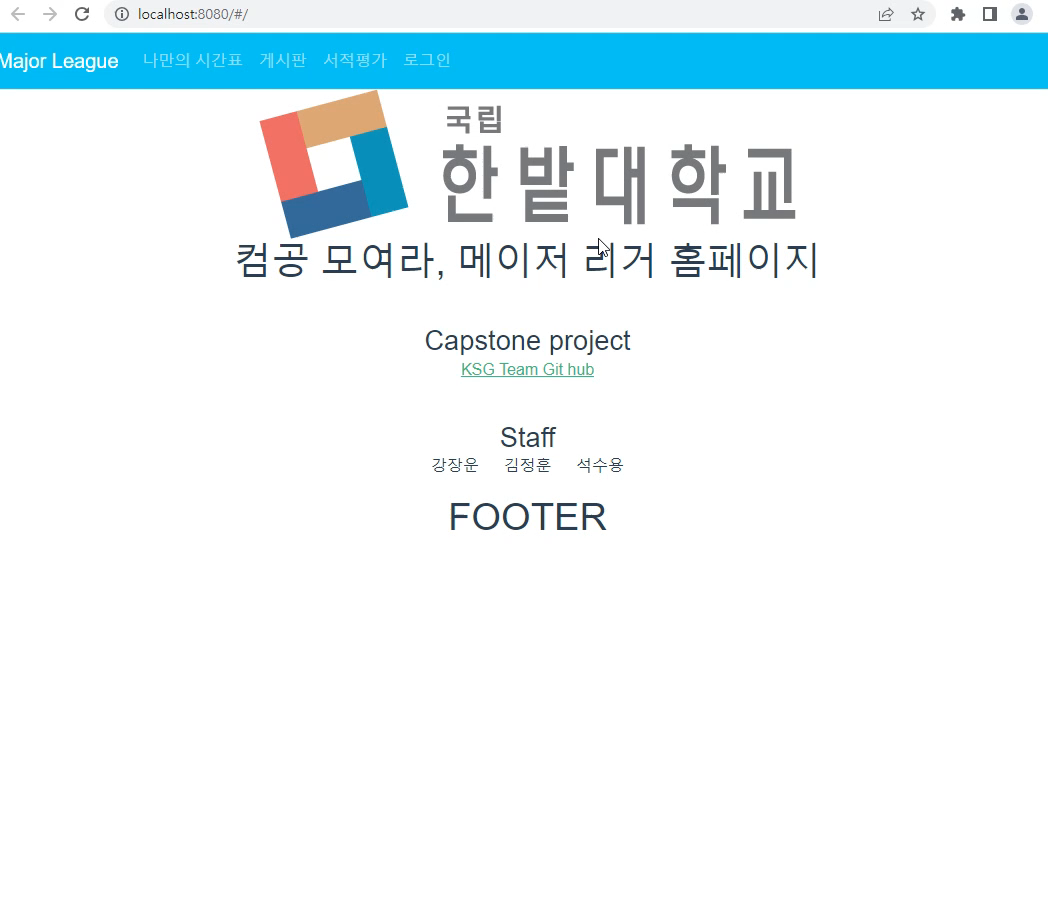 localhost:8080/#/
Major League 나만의 시간표 게시판 서적평가 로그인
국립
한밭대학교
컴공 모여라, 메이저 리거 홈페이지
Capstone project
KSG Team Git hub
Staff
강장운 김정훈 석수용
FOOTER